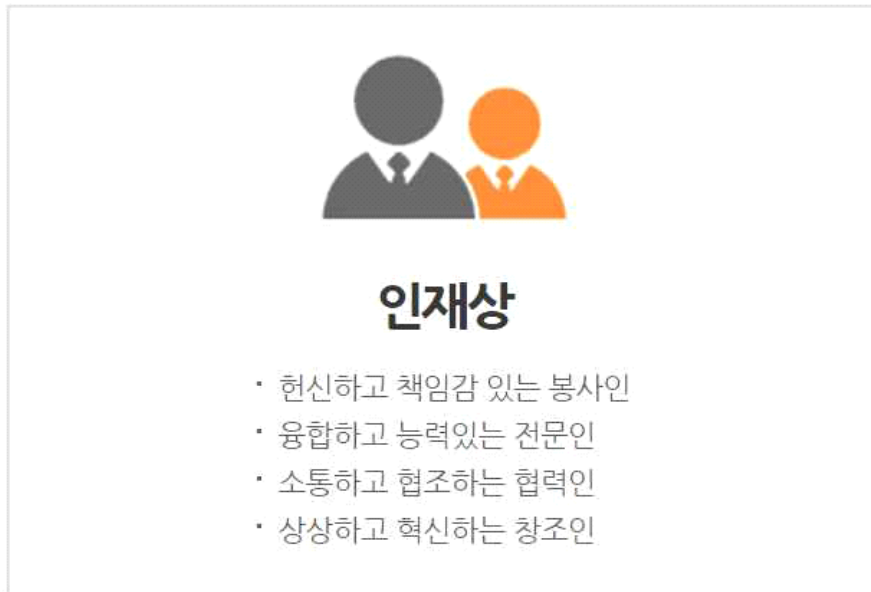 인재상
· 헌신하고 책임감 있는 봉사인
· 융합하고 능력있는 전문인
· 소통하고 협조하는 협력인
· 상상하고 혁신하는 창조인